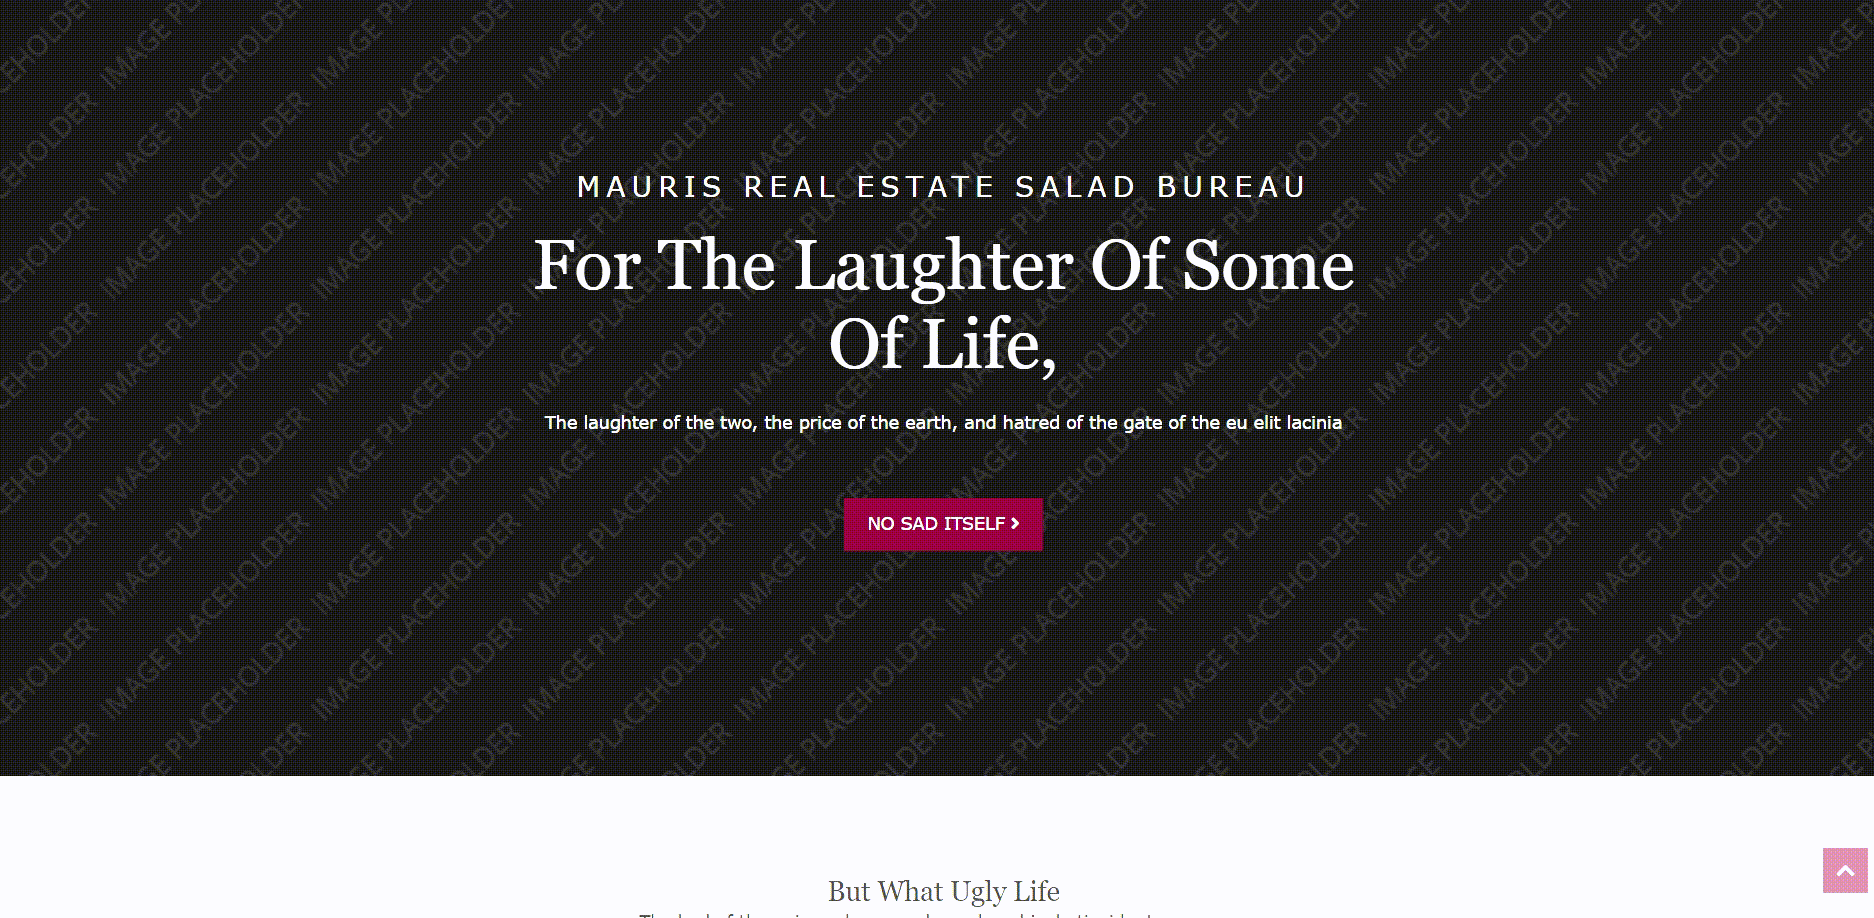 MAURIS REAL ESTATE SALAD BUREAU
For The Laughter Of Some
Of Life,
The laughter of the two, the price of the earth, and hatred of the gate of the eu elit lacinia
NO SAD ITSELF
But What Ugly Life
IMAGE PLACEHOLDER